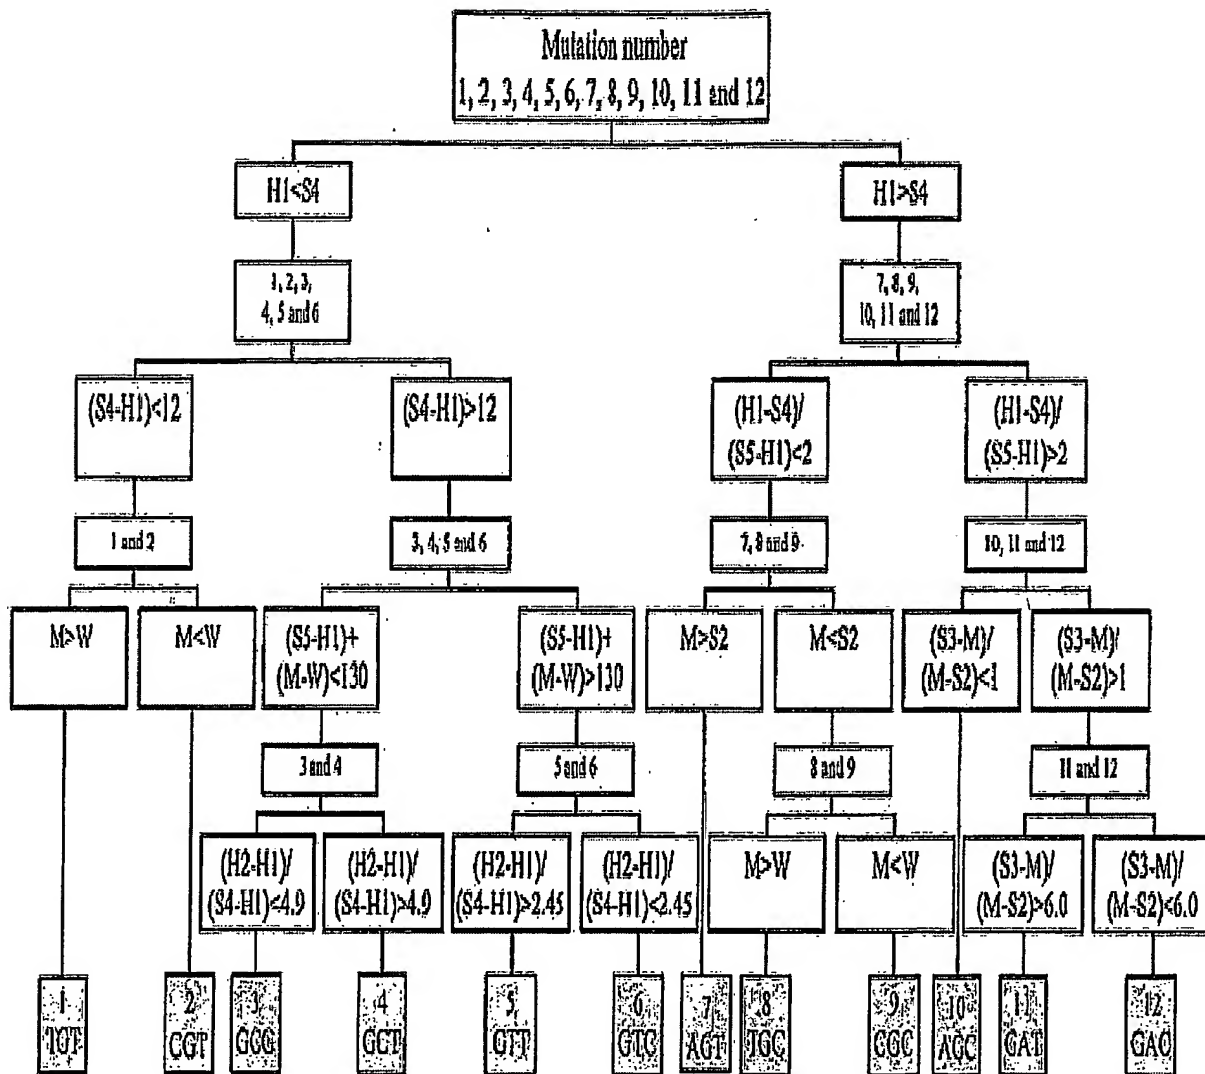 Mutation number
1, 2, 3, 4, 5, 6, 7, 8, 9, 10, 11 and 12
H1<S4
H1>S4
1, 2, 3,
4, 5 and 6
7, 8, 9,
10, 11 and 12
(S4-H1)<12
(S4-H1)>12
(H1-S4)/
(S5-H1)<2
(H1-S4)/
(S5-H1)>2
1 and 2
3, 4, 5 and 6
7, 8 and 9
10, 11 and 12
M>W
M<W
(S5-H1)+
(M-W)<130
(S5-H1)+
(M-W)>130
M>S2
M<S2
(S3-M)/
(M-S2)<1
(S3-M)/
(M-S2)>1
3 and 4
5 and 6
8 and 9
11 and 12
(H2-H1)/
(S4-H1)<4.9
(H2-H1)/
(S4-H1)>4.9
(H2-H1)/
(S4-H1)>2.45
(H2-H1)/
(S4-H1)<2.45
M>W
M<W
(S3-M)/
(M-S2)>6.0
(S3-M)/
(M-S2)<6.0
1
TGT
2
CGT
3
GCG
4
GCT
5
GTT
6
GTC
7
AGT
8
TGC
9
CGC
10
AGC
11
GAT
12
GAC